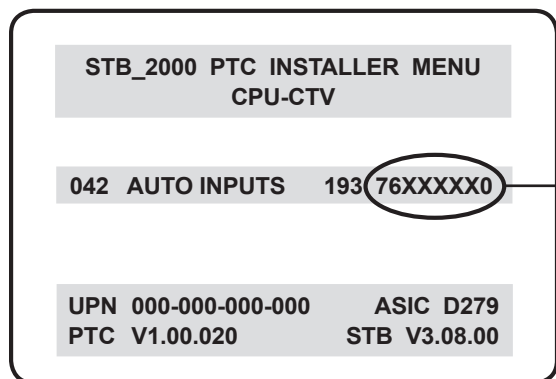 STB_2000 PTC INSTALLER MENU
CPU-CTV
042 AUTO INPUTS 193 76XXXXX0
UPN 000-000-000-000 ASIC D279
PTC V1.00.020 STB V3.08.00